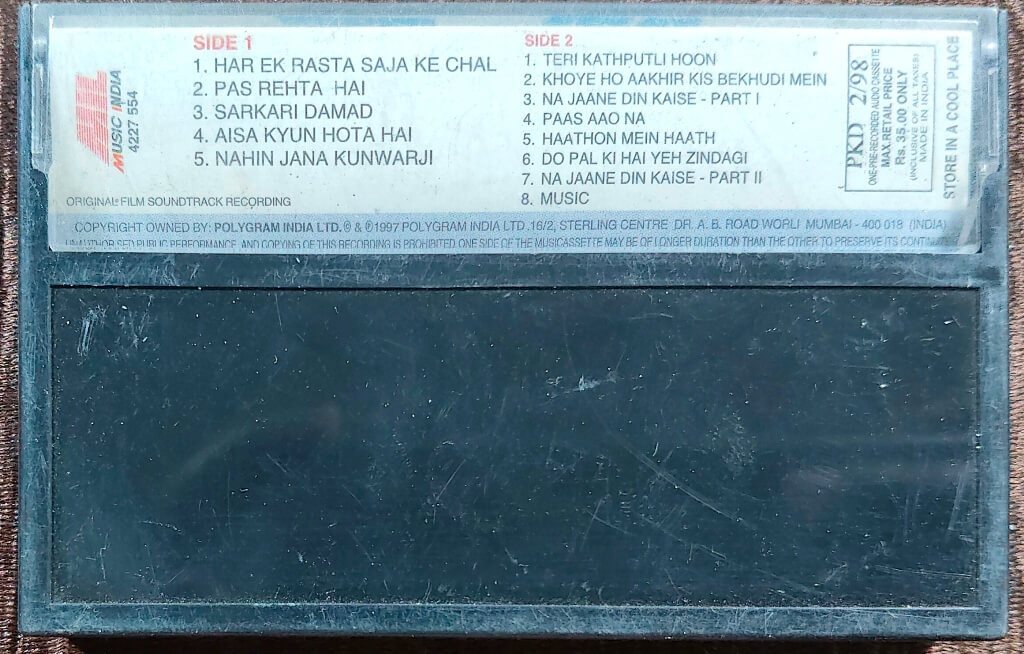 MIL
MUSIC INDIA
4227 554
SIDE 1
1. HAR EK RASTA SAJA KE CHAL
2. PAS REHTA HAI
3. SARKARI DAMAD
4. AISA KYUN HOTA HAI
5. NAHIN JANA KUNWARJI
ORIGINAL FILM SOUNDTRACK RECORDING
SIDE 2
1. TERI KATHPUTLI HOON
2. KHOYE HO AAKHIR KIS BEKHUDI MEIN
3. NA JAANE DIN KAISE - PART I
4. PAAS AAO NA
5. HAATHON MEIN HAATH
6. DO PAL KI HAI YEH ZINDAGI
7. NA JAANE DIN KAISE - PART II
8. MUSIC
PKD 2/98
ONE-PRE-RECORDED AUDIO CASSETTE
MAX. RETAIL PRICE
Rs. 35.00 ONLY
(INCLUSIVE OF ALL TAXES)
MADE IN INDIA
STORE IN A COOL PLACE
COPYRIGHT OWNED BY: POLYGRAM INDIA LTD. © & ℗ 1997 POLYGRAM INDIA LTD. 16/2, STERLING CENTRE DR. A. B. ROAD WORLI MUMBAI - 400 018 (INDIA)
UNAUTHORISED PUBLIC PERFORMANCE AND COPYING OF THIS RECORDING IS PROHIBITED ONE SIDE OF THE MUSICASSETTE MAY BE OF LONGER DURATION THAN THE OTHER TO PRESERVE ITS